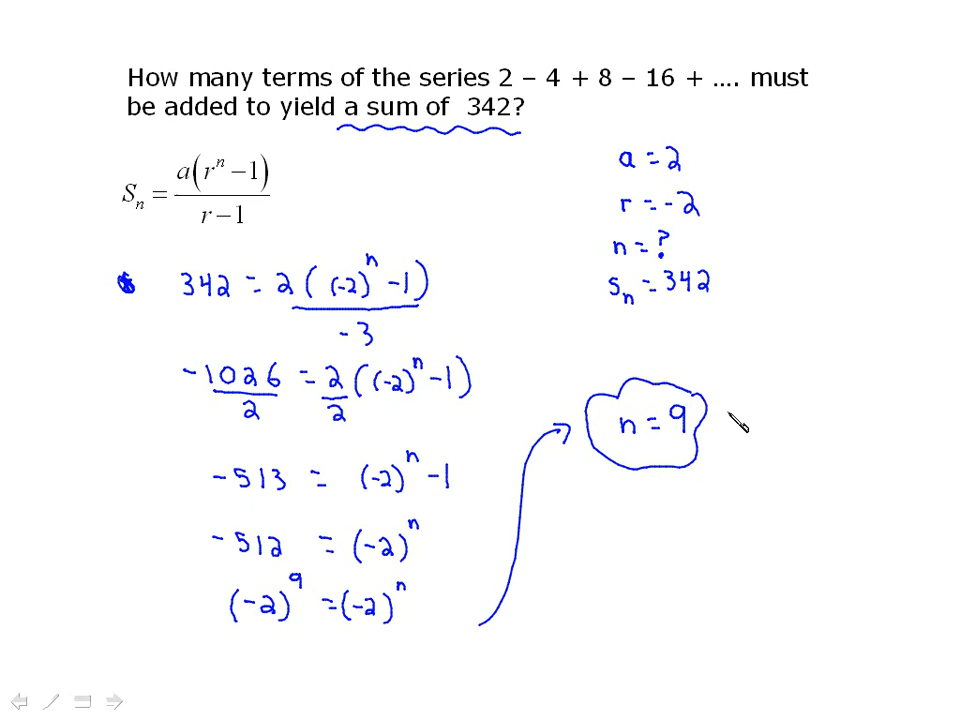 How many terms of the series 2 – 4 + 8 – 16 + .... must
be added to yield a sum of 342?
Sₙ = a(rⁿ – 1) / r – 1
a = 2
r = -2
n = ?
Sₙ = 342
342 = 2((-2)ⁿ - 1) / -3
-1026 / 2 = 2/2 ((-2)ⁿ - 1)
-513 = (-2)ⁿ - 1
-512 = (-2)ⁿ
(-2)⁹ = (-2)ⁿ
n = 9